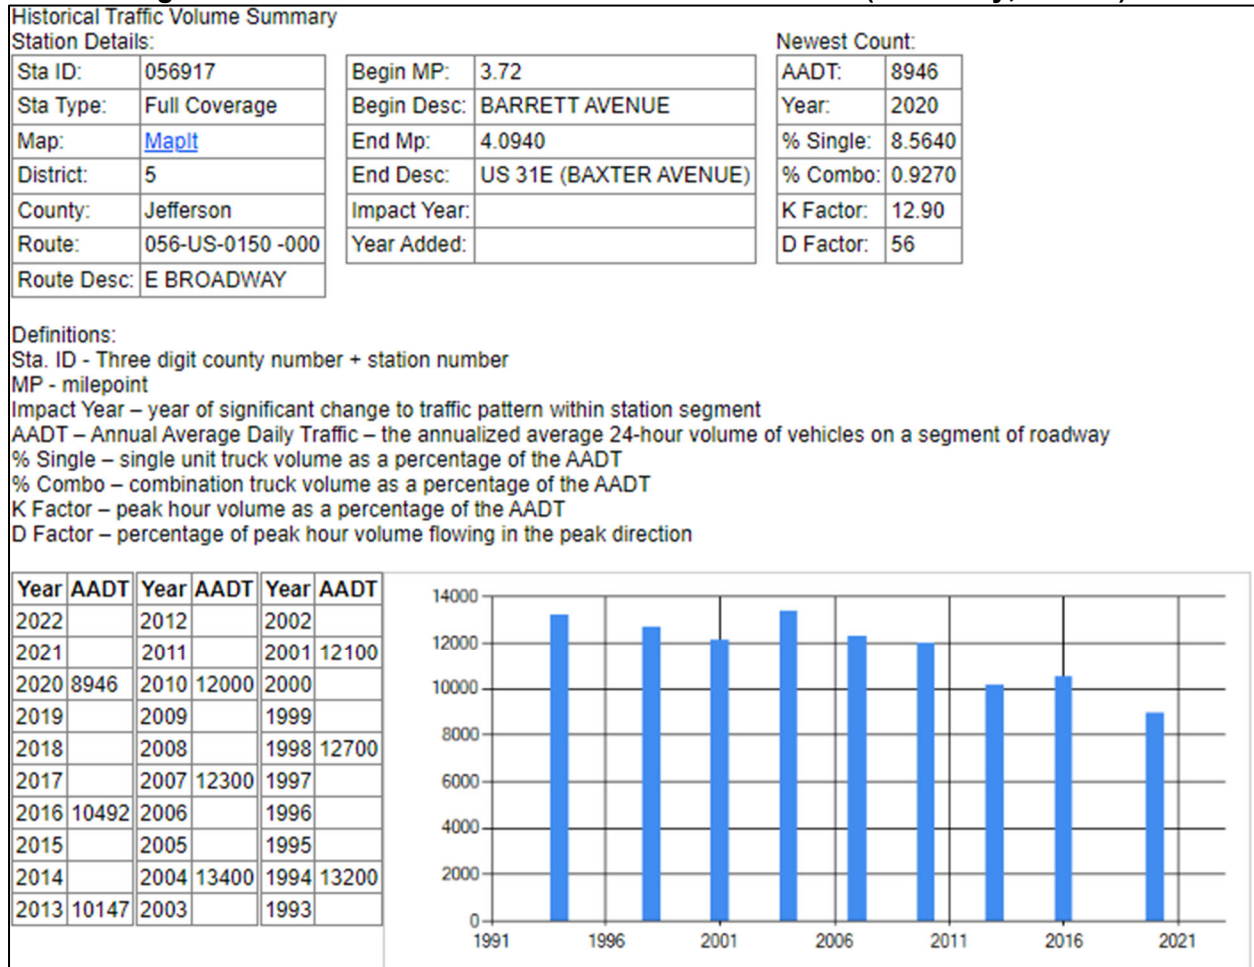 Historical Traffic Volume Summary
Station Details:
Sta ID: 056917
Sta Type: Full Coverage
Map: MapIt
District: 5
County: Jefferson
Route: 056-US-0150 -000
Route Desc: E BROADWAY
Begin MP: 3.72
Begin Desc: BARRETT AVENUE
End Mp: 4.0940
End Desc: US 31E (BAXTER AVENUE)
Impact Year:
Year Added:
Newest Count:
AADT: 8946
Year: 2020
% Single: 8.5640
% Combo: 0.9270
K Factor: 12.90
D Factor: 56
Definitions:
Sta. ID - Three digit county number + station number
MP - milepoint
Impact Year – year of significant change to traffic pattern within station segment
AADT – Annual Average Daily Traffic – the annualized average 24-hour volume of vehicles on a segment of roadway
% Single – single unit truck volume as a percentage of the AADT
% Combo – combination truck volume as a percentage of the AADT
K Factor – peak hour volume as a percentage of the AADT
D Factor – percentage of peak hour volume flowing in the peak direction
Year AADT Year AADT Year AADT
2022 2012 2002
2021 2011 2001 12100
2020 8946 2010 12000 2000
2019 2009 1999
2018 2008 1998 12700
2017 2007 12300 1997
2016 10492 2006 1996
2015 2005 1995
2014 2004 13400 1994 13200
2013 10147 2003 1993
14000
12000
10000
8000
6000
4000
2000
0
1991 1996 2001 2006 2011 2016 2021